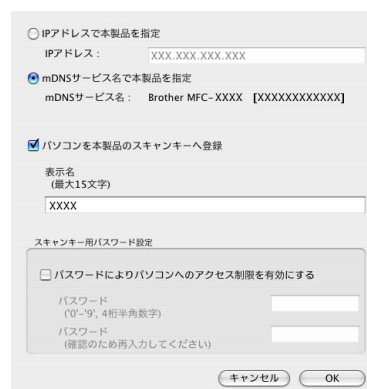 IPアドレスで本製品を指定
IPアドレス： XXX.XXX.XXX.XXX
mDNSサービス名で本製品を指定
mDNSサービス名： Brother MFC-XXXX [XXXXXXXXXXXX]
パソコンを本製品のスキャンキーへ登録
表示名
(最大15文字)
XXXX
スキャンキー用パスワード設定
パスワードによりパソコンへのアクセス制限を有効にする
パスワード
('0'-'9', 4桁半角数字)
パスワード
(確認のため再入力してください)
キャンセル OK